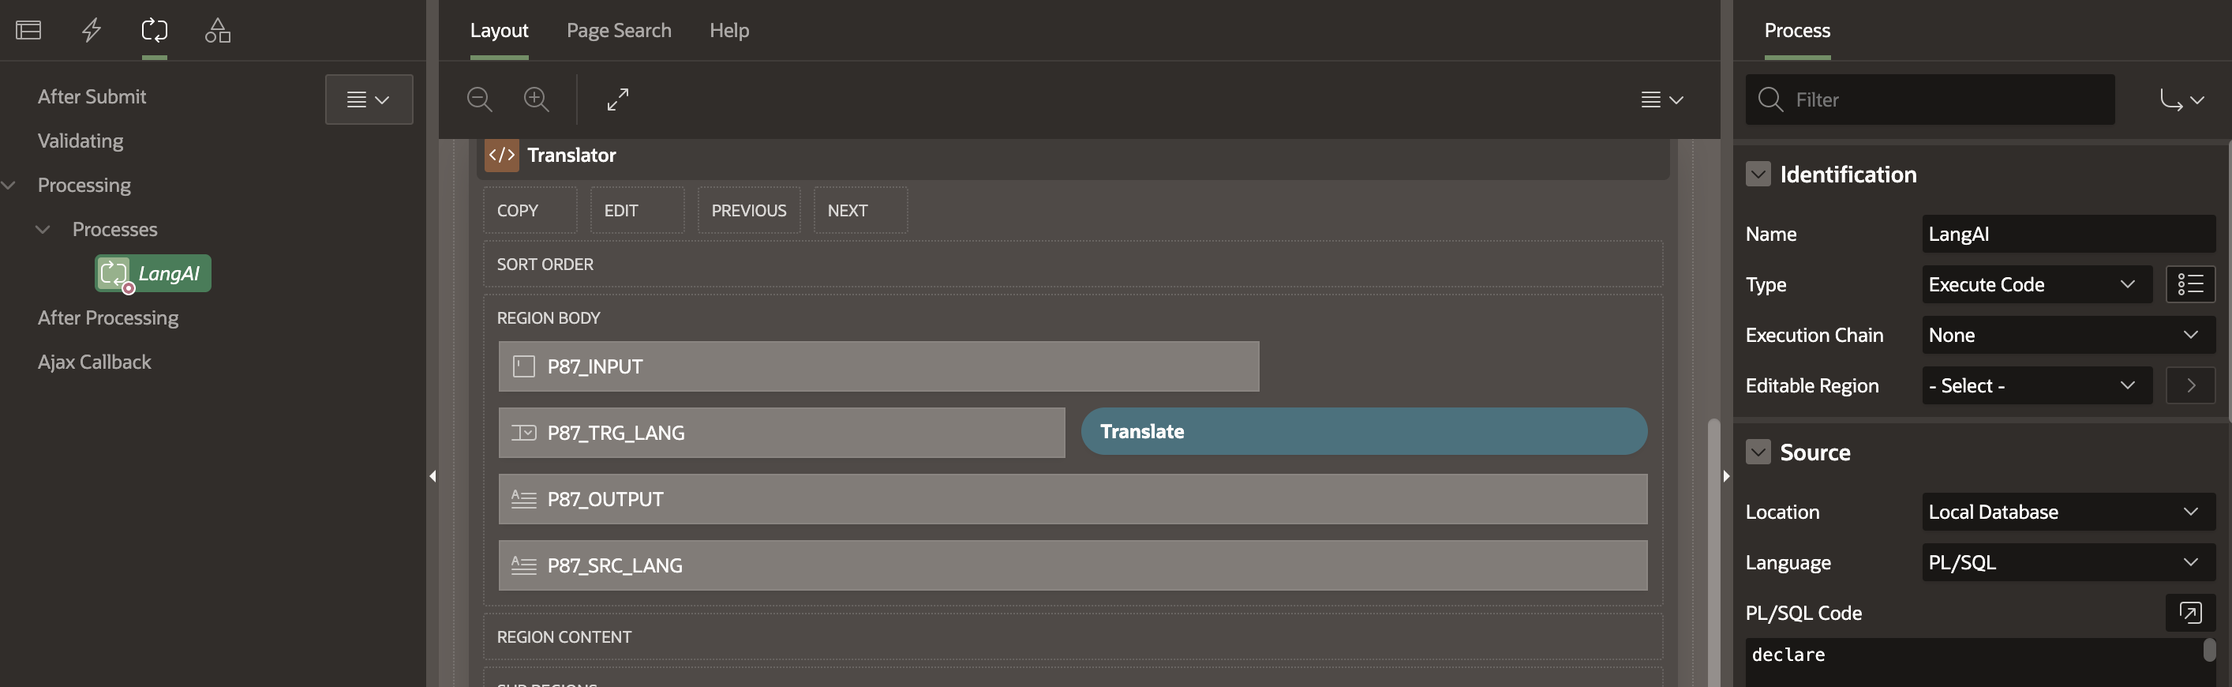 After Submit
Validating
Processing
Processes
LangAI
After Processing
Ajax Callback
Layout
Page Search
Help
Translator
COPY
EDIT
PREVIOUS
NEXT
SORT ORDER
REGION BODY
P87_INPUT
P87_TRG_LANG
Translate
P87_OUTPUT
P87_SRC_LANG
REGION CONTENT
SUB REGIONS
Process
Filter
Identification
Name LangAI
Type Execute Code
Execution Chain None
Editable Region - Select -
Source
Location Local Database
Language PL/SQL
PL/SQL Code
declare